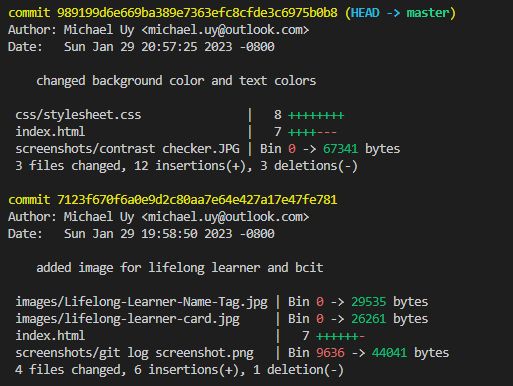 commit 989199d6e669ba389e7363efc8cfde3c6975b0b8 (HEAD -> master)
Author: Michael Uy <michael.uy@outlook.com>
Date:   Sun Jan 29 20:57:25 2023 -0800

    changed background color and text colors

 css/stylesheet.css              |   8 ++++++++
 index.html                      |   7 ++++---
 screenshots/contrast checker.JPG | Bin 0 -> 67341 bytes
 3 files changed, 12 insertions(+), 3 deletions(-)

commit 7123f670f6a0e9d2c80aa7e64e427a17e47fe781
Author: Michael Uy <michael.uy@outlook.com>
Date:   Sun Jan 29 19:58:50 2023 -0800

    added image for lifelong learner and bcit

 images/Lifelong-Learner-Name-Tag.jpg | Bin 0 -> 29535 bytes
 images/lifelong-learner-card.jpg     | Bin 0 -> 26261 bytes
 index.html                           |   7 ++++++-
 screenshots/git log screenshot.png   | Bin 9636 -> 44041 bytes
 4 files changed, 6 insertions(+), 1 deletion(-)